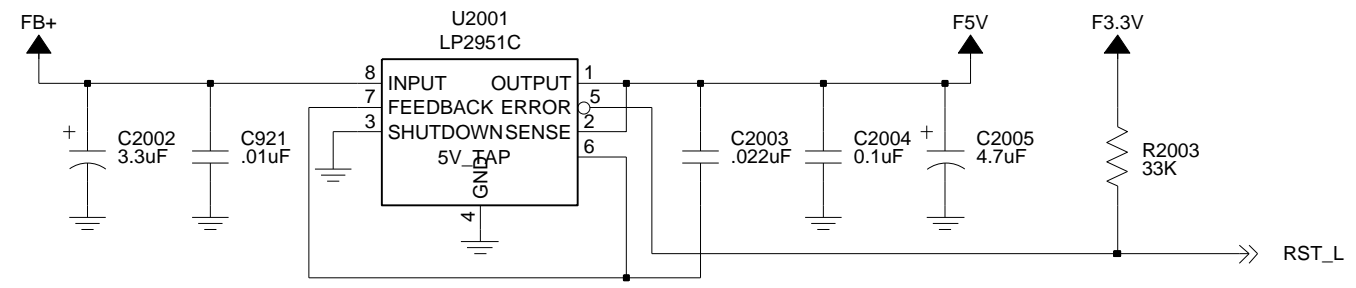 FB+
U2001
LP2951C
F5V
F3.3V
8
INPUT
OUTPUT
1
7
FEEDBACK
ERROR
5
3
SHUTDOWN
SENSE
2
5V_TAP
6
GND
4
+
C2002
3.3uF
C921
.01uF
C2003
.022uF
C2004
0.1uF
+
C2005
4.7uF
R2003
33K
RST_L